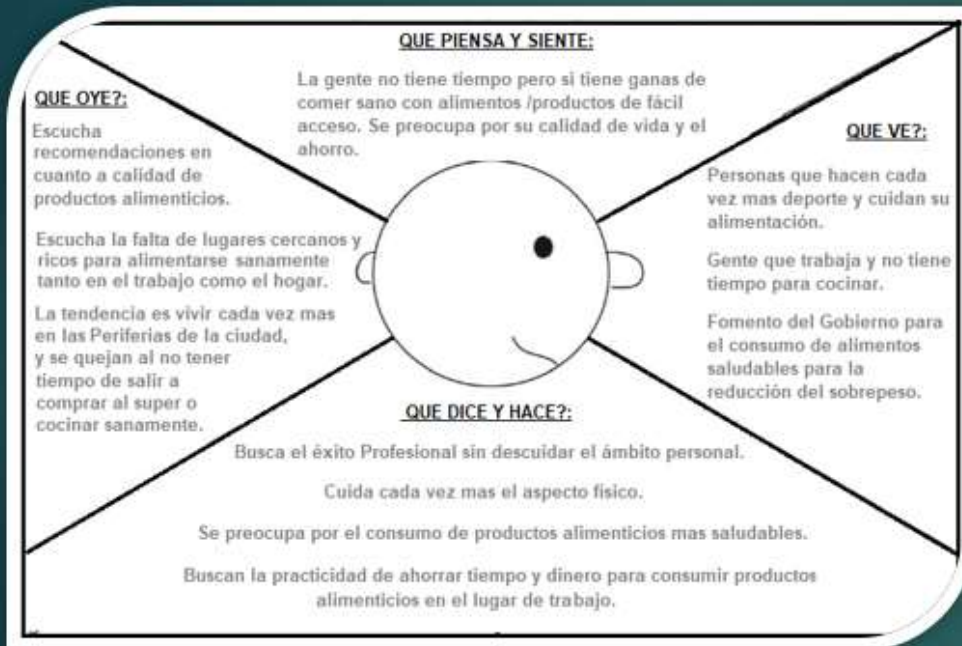 QUE PIENSA Y SIENTE:
La gente no tiene tiempo pero si tiene ganas de
comer sano con alimentos /productos de fácil
acceso. Se preocupa por su calidad de vida y el
ahorro.
QUE OYE?:
Escucha
recomendaciones en
cuanto a calidad de
productos alimenticios.
Escucha la falta de lugares cercanos y
ricos para alimentarse sanamente
tanto en el trabajo como el hogar.
La tendencia es vivir cada vez mas
en las Periferias de la ciudad,
y se quejan al no tener
tiempo de salir a
comprar al super o
cocinar sanamente.
QUE VE?:
Personas que hacen cada
vez mas deporte y cuidan su
alimentación.
Gente que trabaja y no tiene
tiempo para cocinar.
Fomento del Gobierno para
el consumo de alimentos
saludables para la
reducción del sobrepeso.
QUE DICE Y HACE?:
Busca el éxito Profesional sin descuidar el ámbito personal.
Cuida cada vez mas el aspecto físico.
Se preocupa por el consumo de productos alimenticios mas saludables.
Buscan la practicidad de ahorrar tiempo y dinero para consumir productos
alimenticios en el lugar de trabajo.